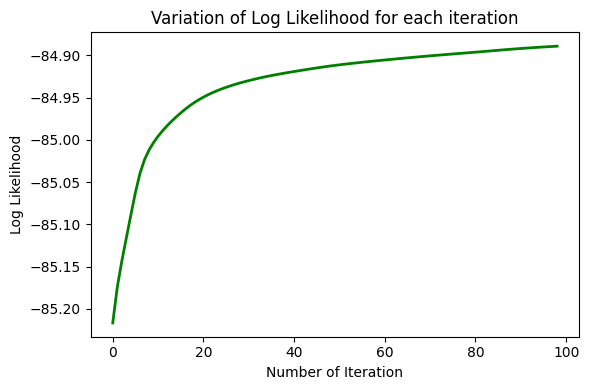 Variation of Log Likelihood for each iteration
−84.90
−84.95
−85.00
−85.05
−85.10
−85.15
−85.20
Log Likelihood
0 20 40 60 80 100
Number of Iteration